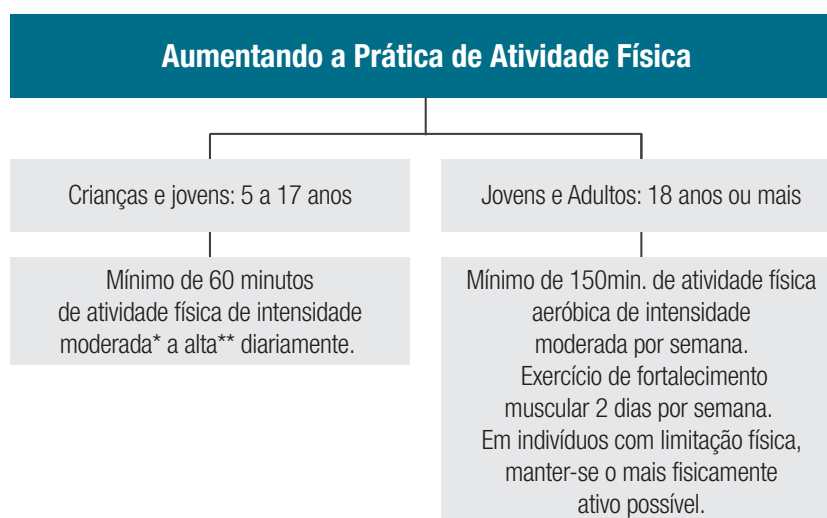 Aumentando a Prática de Atividade Física
Crianças e jovens: 5 a 17 anos
Mínimo de 60 minutos
de atividade física de intensidade
moderada* a alta** diariamente.
Jovens e Adultos: 18 anos ou mais
Mínimo de 150min. de atividade física
aeróbica de intensidade
moderada por semana.
Exercício de fortalecimento
muscular 2 dias por semana.
Em indivíduos com limitação física,
manter-se o mais fisicamente
ativo possível.